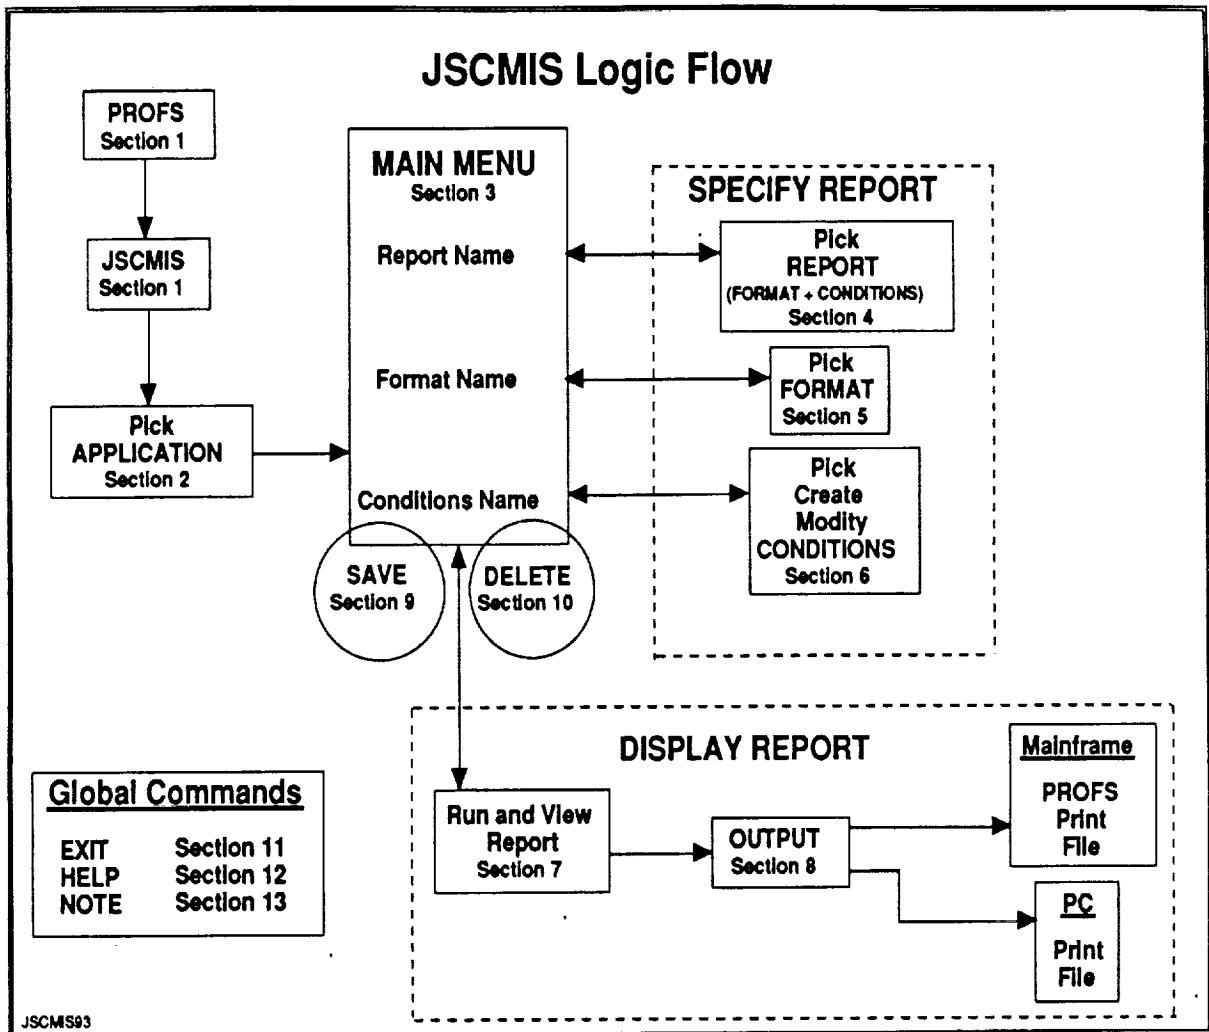 JSCMIS Logic Flow
PROFS
Section 1
JSCMIS
Section 1
Pick
APPLICATION
Section 2
MAIN MENU
Section 3
Report Name
Format Name
Conditions Name
SAVE
Section 9
DELETE
Section 10
SPECIFY REPORT
Pick
REPORT
(FORMAT + CONDITIONS)
Section 4
Pick
FORMAT
Section 5
Pick
Create
Modity
CONDITIONS
Section 6
DISPLAY REPORT
Run and View
Report
Section 7
OUTPUT
Section 8
Mainframe
PROFS
Print
File
PC
Print
File
Global Commands
EXIT Section 11
HELP Section 12
NOTE Section 13
JSCMIS93